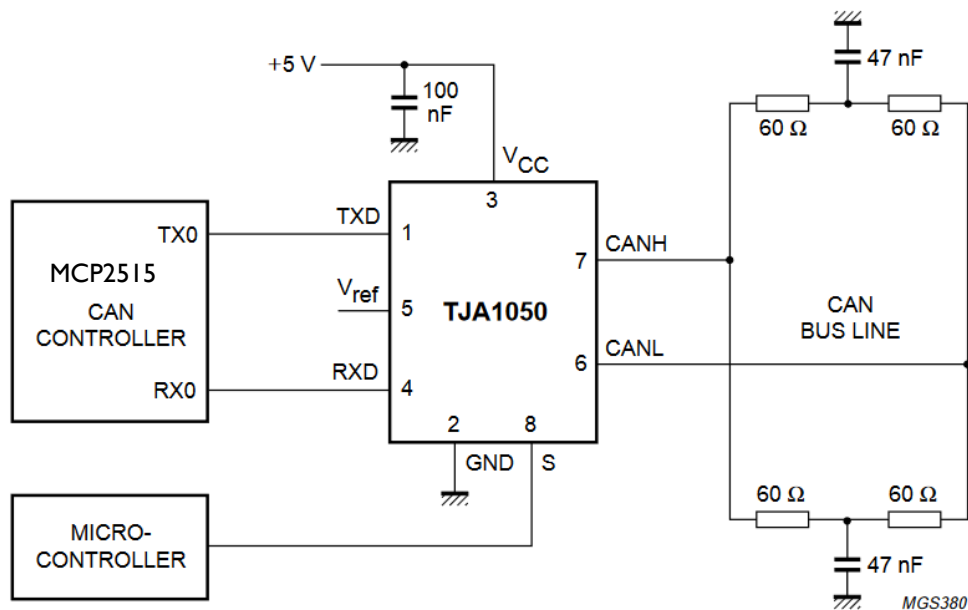 +5 V
100
nF
47 nF
60 Ω
60 Ω
VCC
3
TX0
TXD
1
MCP2515
CAN
CONTROLLER
Vref
5
TJA1050
7
CANH
CAN
BUS LINE
6
CANL
RX0
RXD
4
2
8
GND
S
MICRO-
CONTROLLER
60 Ω
60 Ω
47 nF
MGS380